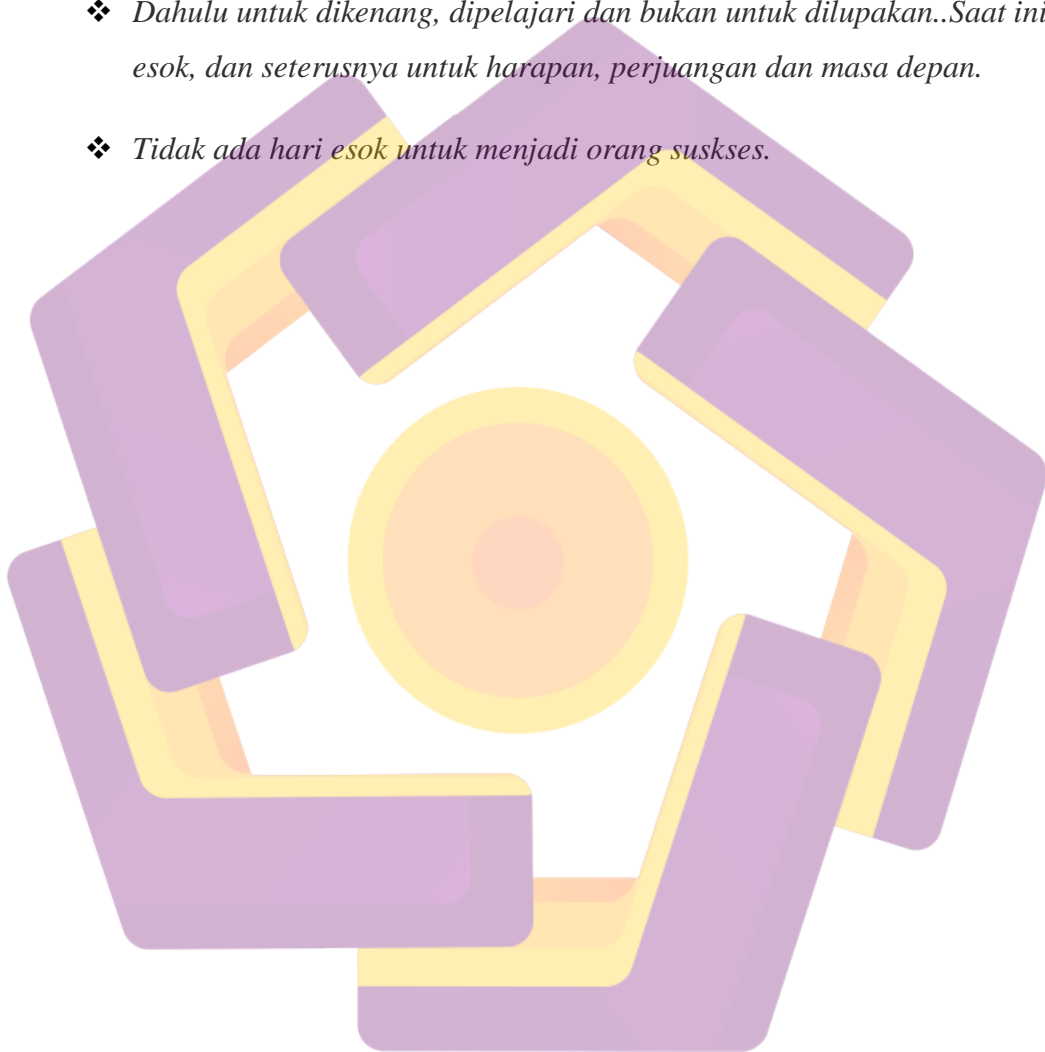 ❖ Dahulu untuk dikenang, dipelajari dan bukan untuk dilupakan..Saat ini
esok, dan seterusnya untuk harapan, perjuangan dan masa depan.
❖ Tidak ada hari esok untuk menjadi orang suskses.